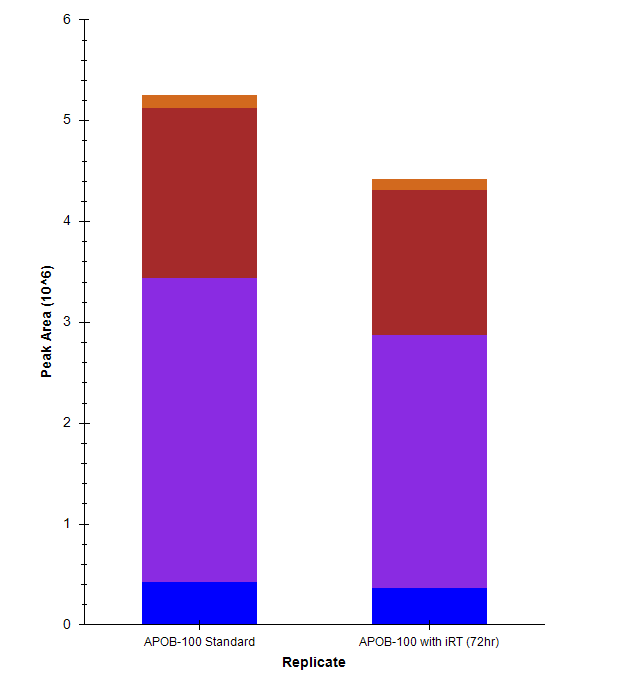 6
5
4
3
2
1
0
Peak Area (10^6)
APOB-100 Standard
APOB-100 with iRT (72hr)
Replicate